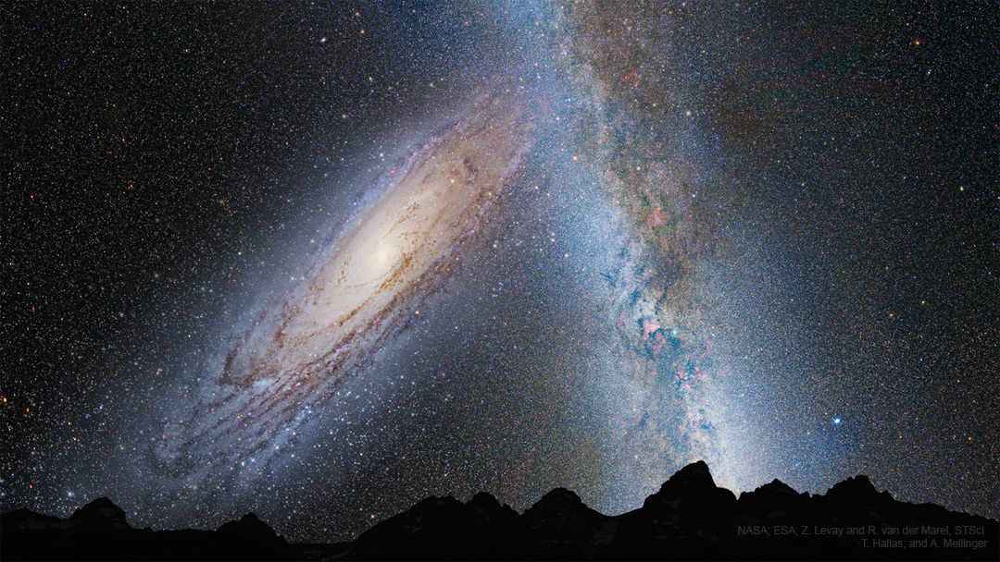 NASA; ESA; Z. Levay and R. van der Marel, STScI
T. Hallas; and A. Mellinger